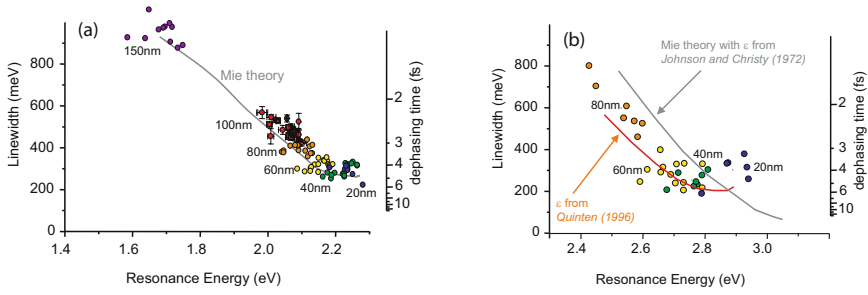 (a)
150nm
Mie theory
100nm
80nm
60nm
40nm
20nm
Linewidth (meV)
800
600
400
200
0
1.4
1.6
1.8
2.0
2.2
Resonance Energy (eV)
dephasing time (fs)
2
3
4
6
10
(b)
Mie theory with ε from
Johnson and Christy (1972)
80nm
60nm
40nm
20nm
ε from
Quinten (1996)
Linewidth (meV)
800
600
400
200
0
2.4
2.6
2.8
3.0
Resonance Energy (eV)
dephasing time (fs)
2
3
4
6
10